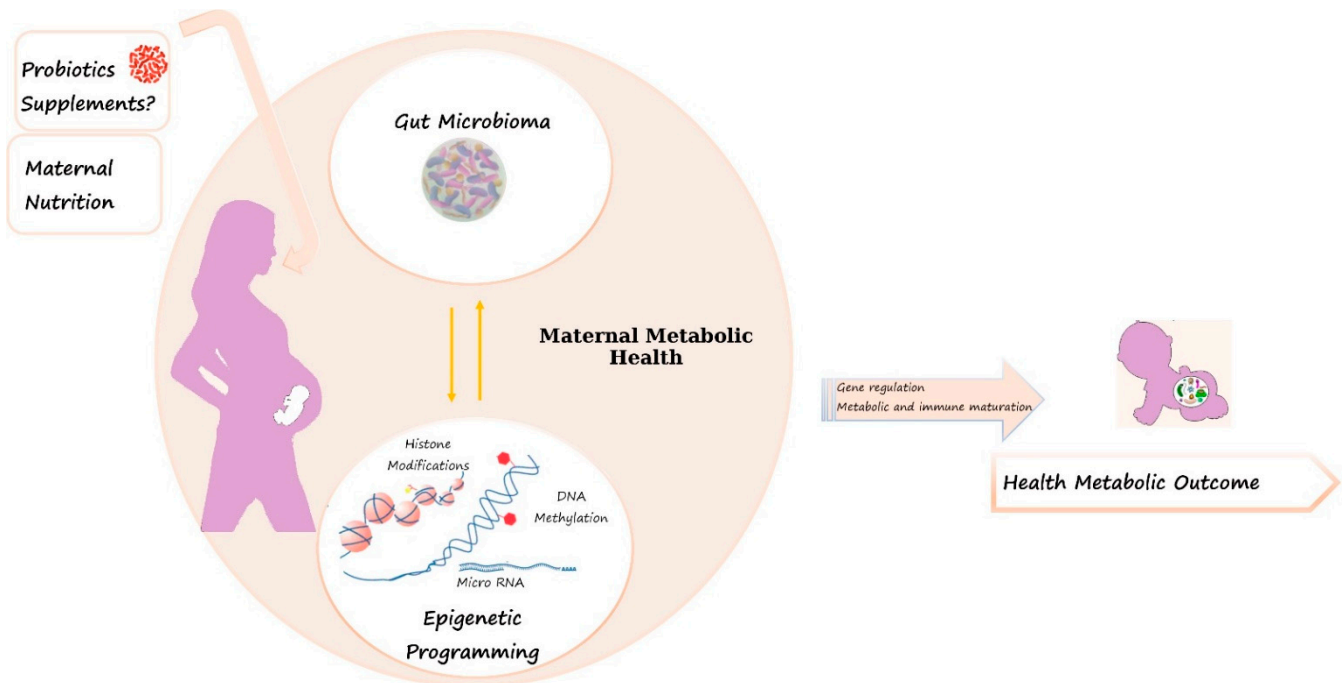 Probiotics
Supplements?
Maternal
Nutrition
Gut Microbioma
Maternal Metabolic
Health
Histone
Modifications
DNA
Methylation
Micro RNA
Epigenetic
Programming
Gene regulation
Metabolic and immune maturation
Health Metabolic Outcome